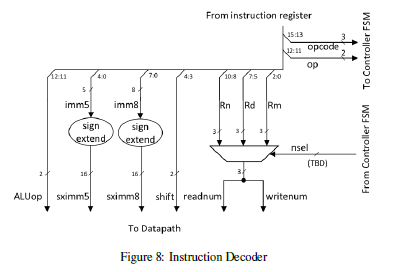 From instruction register
To Controller FSM
15:13
3
opcode
12:11
2
op
12:11
4:0
7:0
4:3
10:8
7:5
2:0
5
8
imm5
imm8
Rn
Rd
Rm
From Controller FSM
sign
extend
sign
extend
3
3
3
nsel
(TBD)
2
16
16
2
3
ALUop
sximm5
sximm8
shift
readnum
writenum
To Datapath
Figure 8: Instruction Decoder